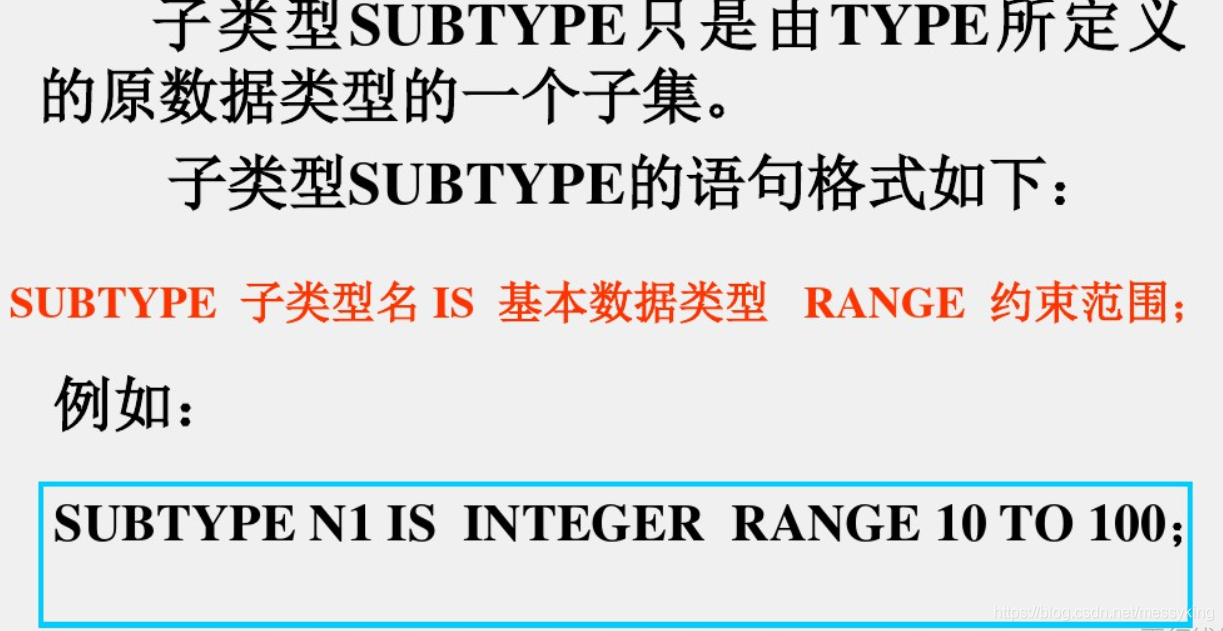 子类型SUBTYPE只是由TYPE所定义
的原数据类型的一个子集。
子类型SUBTYPE的语句格式如下：
SUBTYPE 子类型名 IS 基本数据类型 RANGE 约束范围；
例如：
SUBTYPE N1 IS INTEGER RANGE 10 TO 100；
https://blog.csdn.net/messyking